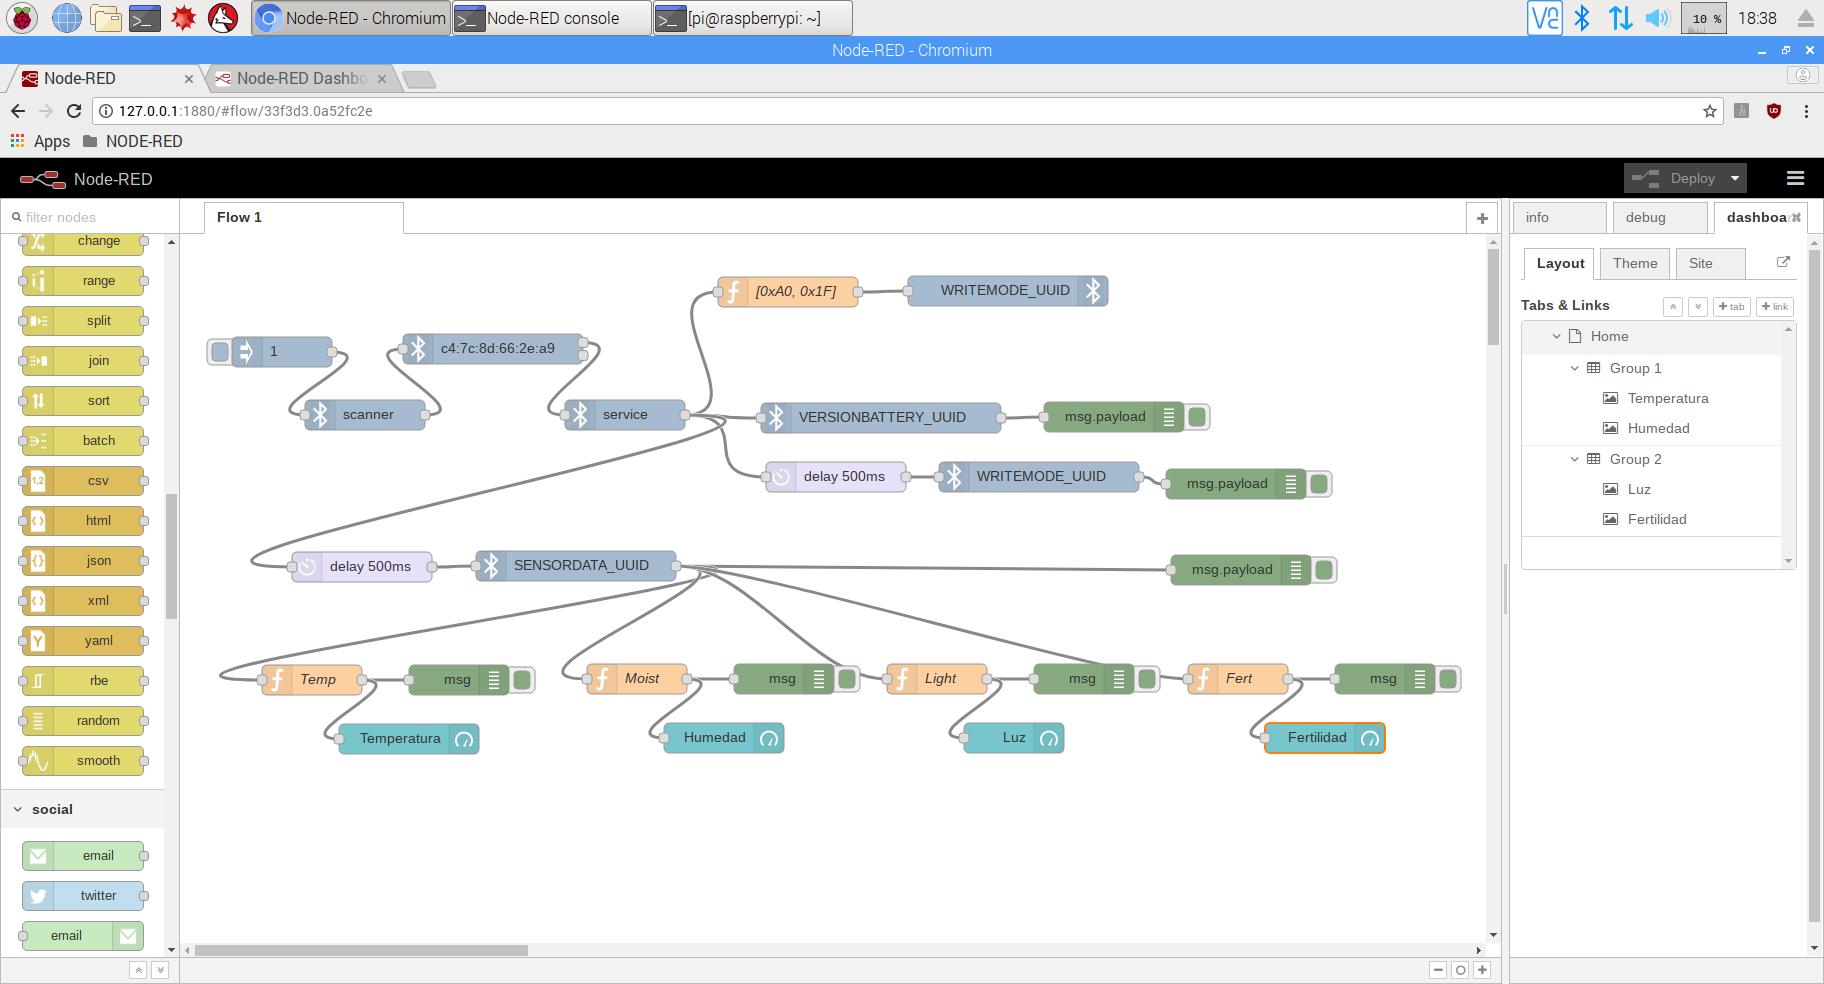 Node-RED - Chromium
Node-RED console
[pi@raspberrypi: ~]
10 %
18:38
Node-RED - Chromium
Node-RED
Node-RED Dashbo
127.0.0.1:1880/#flow/33f3d3.0a52fc2e
Apps
NODE-RED
Node-RED
Deploy
filter nodes
change
range
split
join
sort
batch
csv
html
json
xml
yaml
rbe
random
smooth
social
email
twitter
email
Flow 1
[0xA0, 0x1F]
WRITEMODE_UUID
1
c4:7c:8d:66:2e:a9
scanner
service
VERSIONBATTERY_UUID
msg.payload
delay 500ms
WRITEMODE_UUID
msg.payload
delay 500ms
SENSORDATA_UUID
msg.payload
Temp
msg
Moist
msg
Light
msg
Fert
msg
Temperatura
Humedad
Luz
Fertilidad
info
debug
dashboa
Layout
Theme
Site
Tabs & Links
+ tab
+ link
Home
Group 1
Temperatura
Humedad
Group 2
Luz
Fertilidad